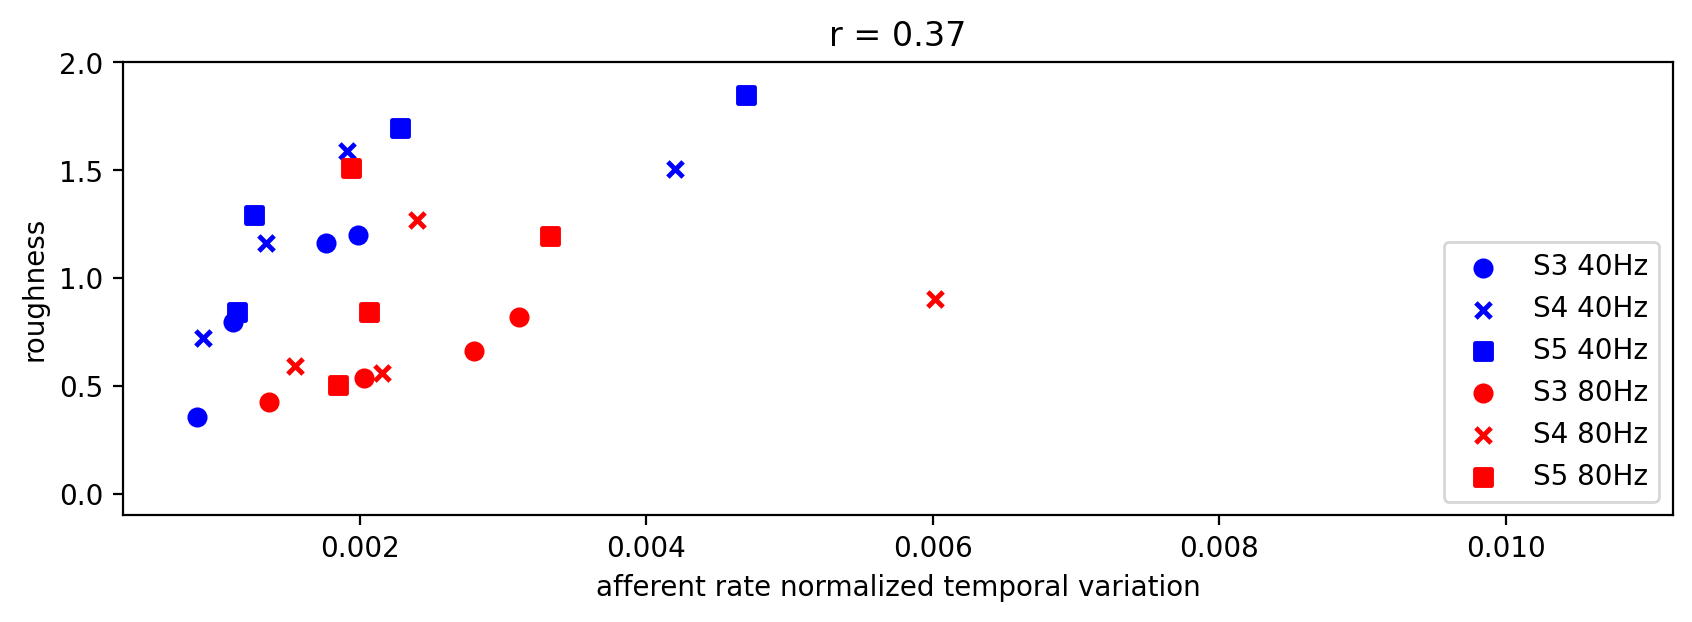 r = 0.37
2.0
1.5
1.0
0.5
0.0
roughness
0.002
0.004
0.006
0.008
0.010
afferent rate normalized temporal variation
S3 40Hz
S4 40Hz
S5 40Hz
S3 80Hz
S4 80Hz
S5 80Hz